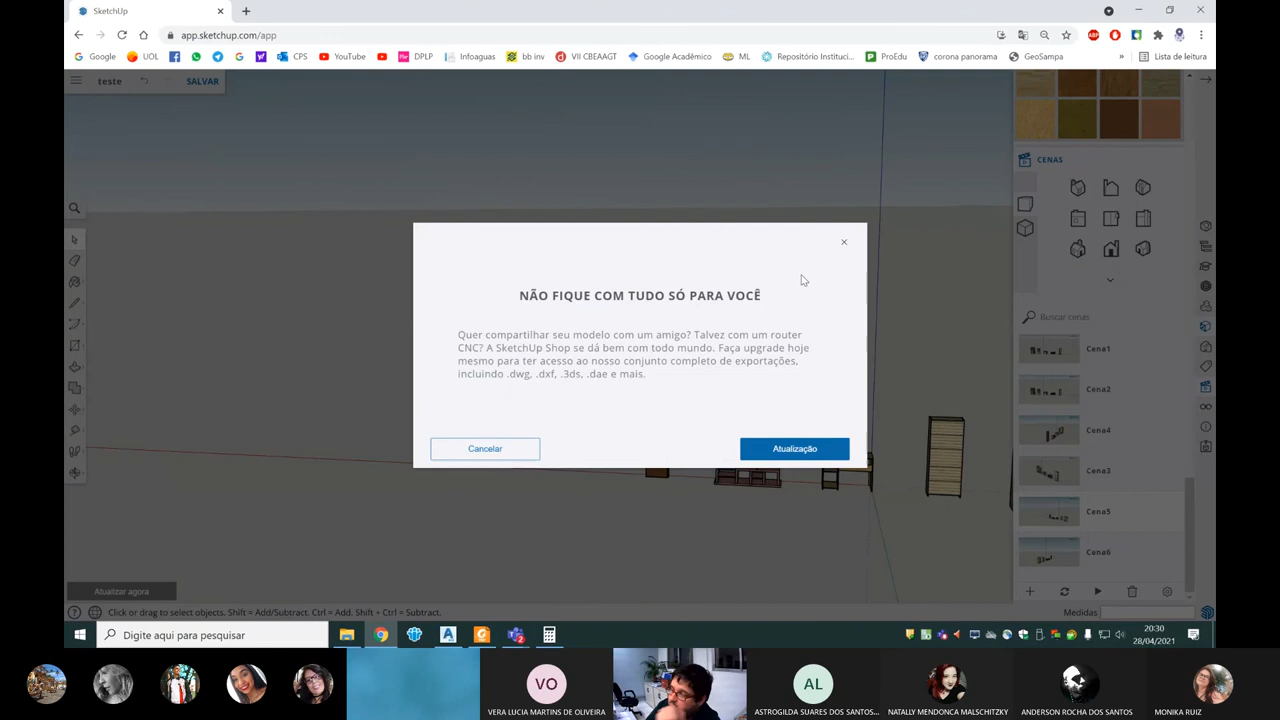 SketchUp
app.sketchup.com/app
Google
UOL
CPS
YouTube
DPLP
Infoaguas
bb inv
VII CBEAAGT
Google Acadêmico
ML
Repositório Instituci...
ProEdu
corona panorama
GeoSampa
»
Lista de leitura
teste
SALVAR
CENAS
NÃO FIQUE COM TUDO SÓ PARA VOCÊ
Quer compartilhar seu modelo com um amigo? Talvez com um router
CNC? A SketchUp Shop se dá bem com todo mundo. Faça upgrade hoje
mesmo para ter acesso ao nosso conjunto completo de exportações,
incluindo .dwg, .dxf, .3ds, .dae e mais.
Cancelar
Atualização
Buscar cenas
Cena1
Cena2
Cena4
Cena3
Cena5
Cena6
Atualizar agora
Click or drag to select objects. Shift = Add/Subtract. Ctrl = Add. Shift + Ctrl = Subtract.
Medidas
Digite aqui para pesquisar
20:30
28/04/2021
VO
AL
VERA LUCIA MARTINS DE OLIVEIRA
ASTROGILDA SUARES DOS SANTOS...
NATALLY MENDONCA MALSCHITZKY
ANDERSON ROCHA DOS SANTOS
MONIKA RUIZ